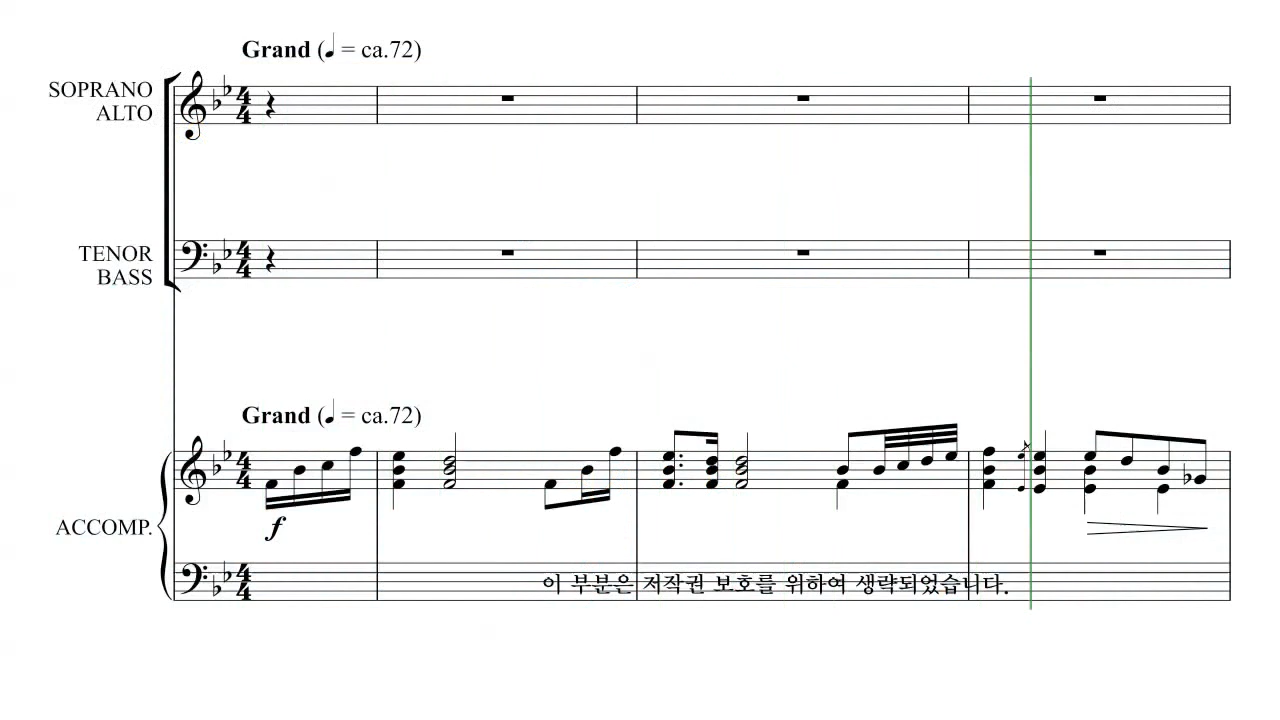 Grand (♩ = ca.72)
SOPRANO
ALTO
TENOR
BASS
Grand (♩ = ca.72)
f
ACCOMP.
이 부분은 저작권 보호를 위하여 생략되었습니다.